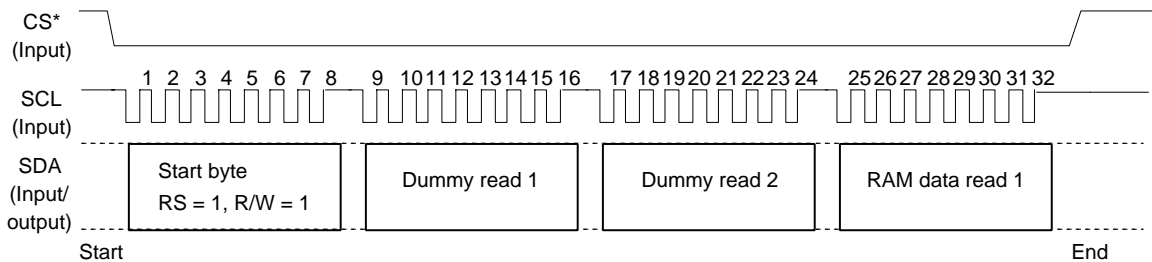 CS*
(Input)
1 2 3 4 5 6 7 8 9 10 11 12 13 14 15 16 17 18 19 20 21 22 23 24 25 26 27 28 29 30 31 32
SCL
(Input)
SDA
(Input/
output)
Start byte
RS = 1, R/W = 1
Dummy read 1
Dummy read 2
RAM data read 1
Start
End